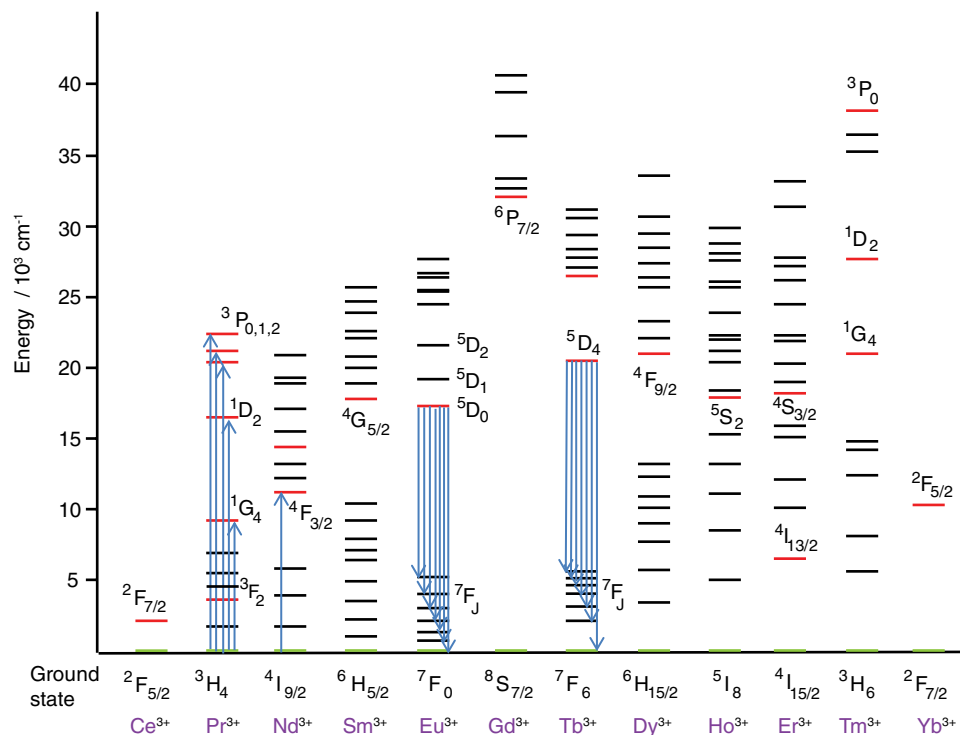 Energy / 10³ cm⁻¹
40
35
30
25
20
15
10
5
²F₇/₂
³P₀,₁,₂
¹D₂
¹G₄
³F₂
⁴F₃/₂
⁴G₅/₂
⁵D₂
⁵D₁
⁵D₀
⁷F_J
⁶P₇/₂
⁵D₄
⁷F_J
⁴F₉/₂
⁵S₂
⁴S₃/₂
⁴I₁₃/₂
³P₀
¹D₂
¹G₄
²F₅/₂
Ground state
²F₅/₂ ³H₄ ⁴I₉/₂ ⁶H₅/₂ ⁷F₀ ⁸S₇/₂ ⁷F₆ ⁶H₁₅/₂ ⁵I₈ ⁴I₁₅/₂ ³H₆ ²F₇/₂
Ce³⁺ Pr³⁺ Nd³⁺ Sm³⁺ Eu³⁺ Gd³⁺ Tb³⁺ Dy³⁺ Ho³⁺ Er³⁺ Tm³⁺ Yb³⁺